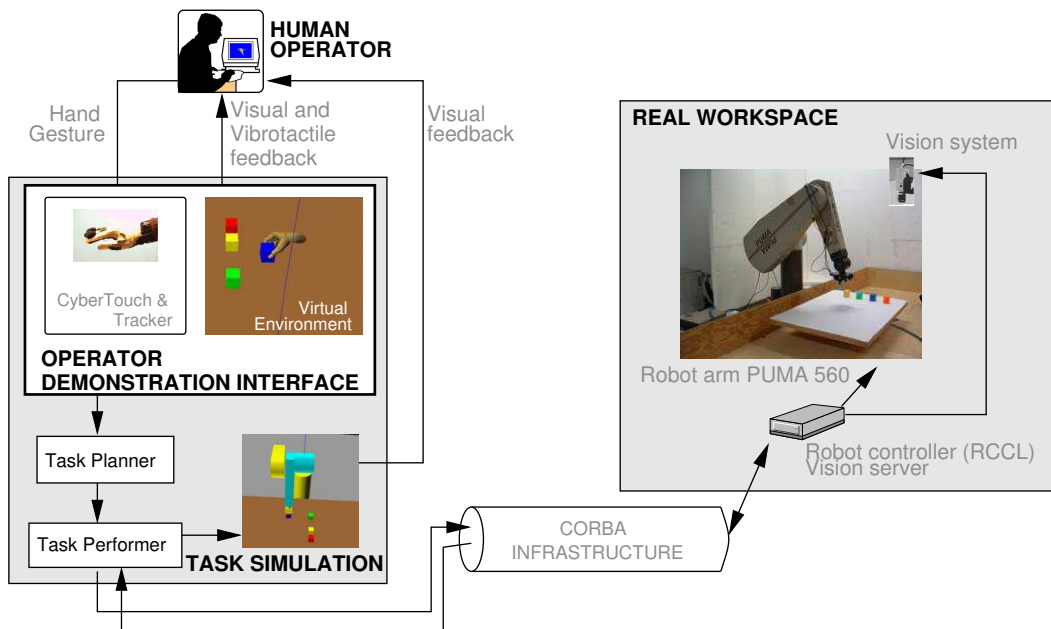 HUMAN
OPERATOR
Hand
Gesture
Visual and
Vibrotactile
feedback
Visual
feedback
CyberTouch &
Tracker
Virtual
Environment
OPERATOR
DEMONSTRATION INTERFACE
Task Planner
Task Performer
TASK SIMULATION
CORBA
INFRASTRUCTURE
REAL WORKSPACE
Vision system
PUMA
PUMA
Robot arm PUMA 560
Robot controller (RCCL)
Vision server